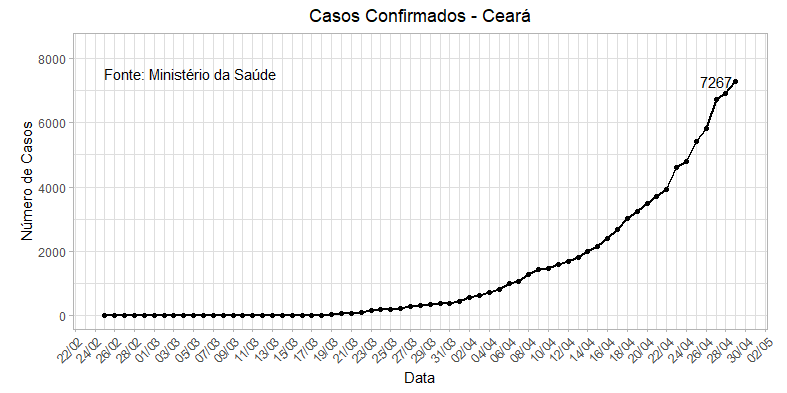 Casos Confirmados - Ceará
8000
Fonte: Ministério da Saúde
7267
6000
Número de Casos
4000
2000
0
22/02 24/02 26/02 28/02 01/03 03/03 05/03 07/03 09/03 11/03 13/03 15/03 17/03 19/03 21/03 23/03 25/03 27/03 29/03 31/03 02/04 04/04 06/04 08/04 10/04 12/04 14/04 16/04 18/04 20/04 22/04 24/04 26/04 28/04 30/04 02/05
Data